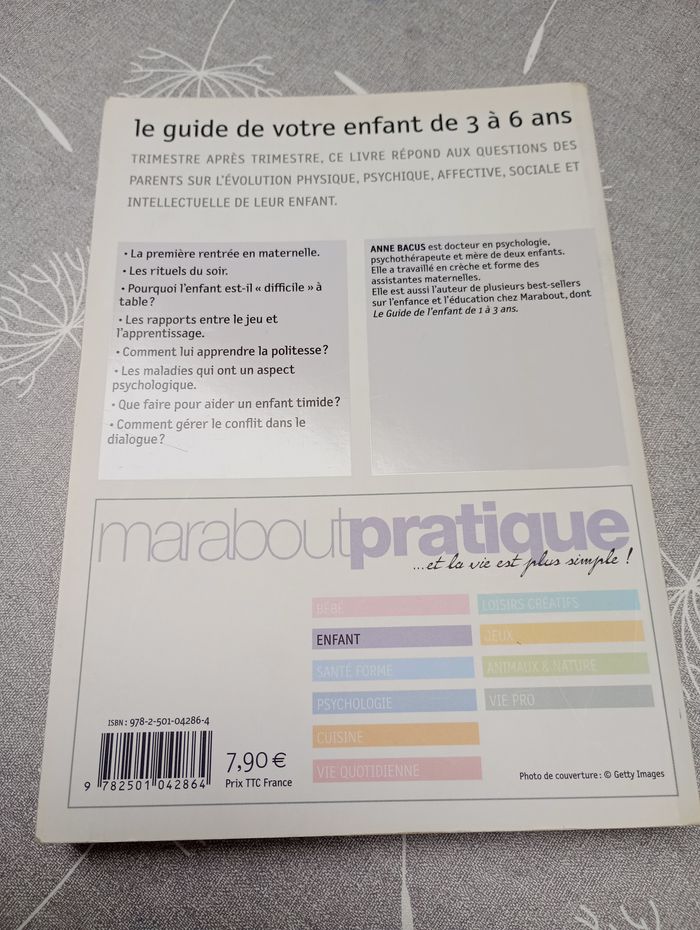 le guide de votre enfant de 3 à 6 ans
TRIMESTRE APRÈS TRIMESTRE, CE LIVRE RÉPOND AUX QUESTIONS DES
PARENTS SUR L'ÉVOLUTION PHYSIQUE, PSYCHIQUE, AFFECTIVE, SOCIALE ET
INTELLECTUELLE DE LEUR ENFANT.
• La première rentrée en maternelle.
• Les rituels du soir.
• Pourquoi l'enfant est-il « difficile » à
table ?
• Les rapports entre le jeu et
l'apprentissage.
• Comment lui apprendre la politesse ?
• Les maladies qui ont un aspect
psychologique.
• Que faire pour aider un enfant timide ?
• Comment gérer le conflit dans le
dialogue ?
ANNE BACUS est docteur en psychologie,
psychothérapeute et mère de deux enfants.
Elle a travaillé en crèche et forme des
assistantes maternelles.
Elle est aussi l'auteur de plusieurs best-sellers
sur l'enfance et l'éducation chez Marabout, dont
Le Guide de l'enfant de 1 à 3 ans.
maraboutpratique
...et la vie est plus simple !
BÉBÉ
ENFANT
SANTÉ FORME
PSYCHOLOGIE
CUISINE
VIE QUOTIDIENNE
LOISIRS CRÉATIFS
JEUX
ANIMAUX & NATURE
VIE PRO
ISBN : 978-2-501-04286-4
9 782501 042864
7,90 €
Prix TTC France
Photo de couverture : © Getty Images